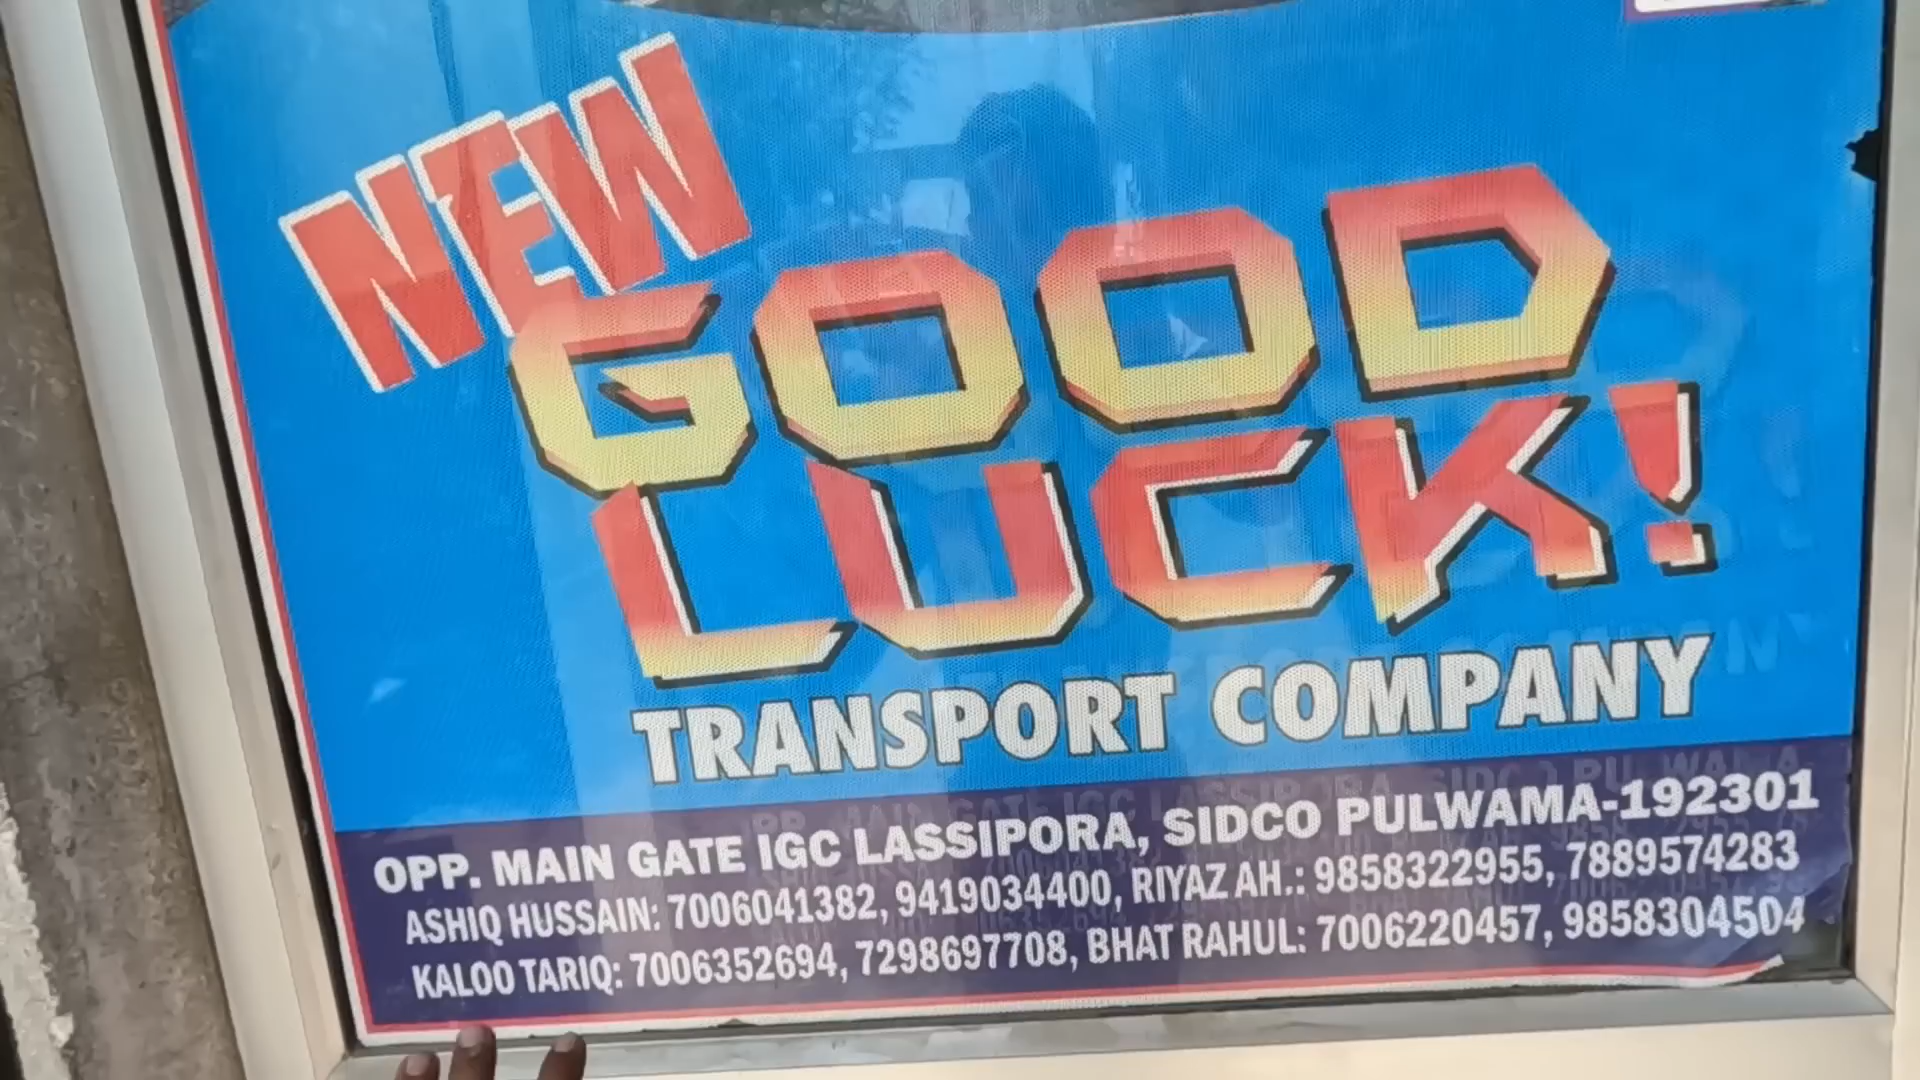 NEW
GOOD
LUCK!
TRANSPORT COMPANY
OPP. MAIN GATE IGC LASSIPORA, SIDCO PULWAMA-192301
ASHIQ HUSSAIN: 7006041382, 9419034400, RIYAZ AH.: 9858322955, 7889574283
KALOO TARIQ: 7006352694, 7298697708, BHAT RAHUL: 7006220457, 9858304504